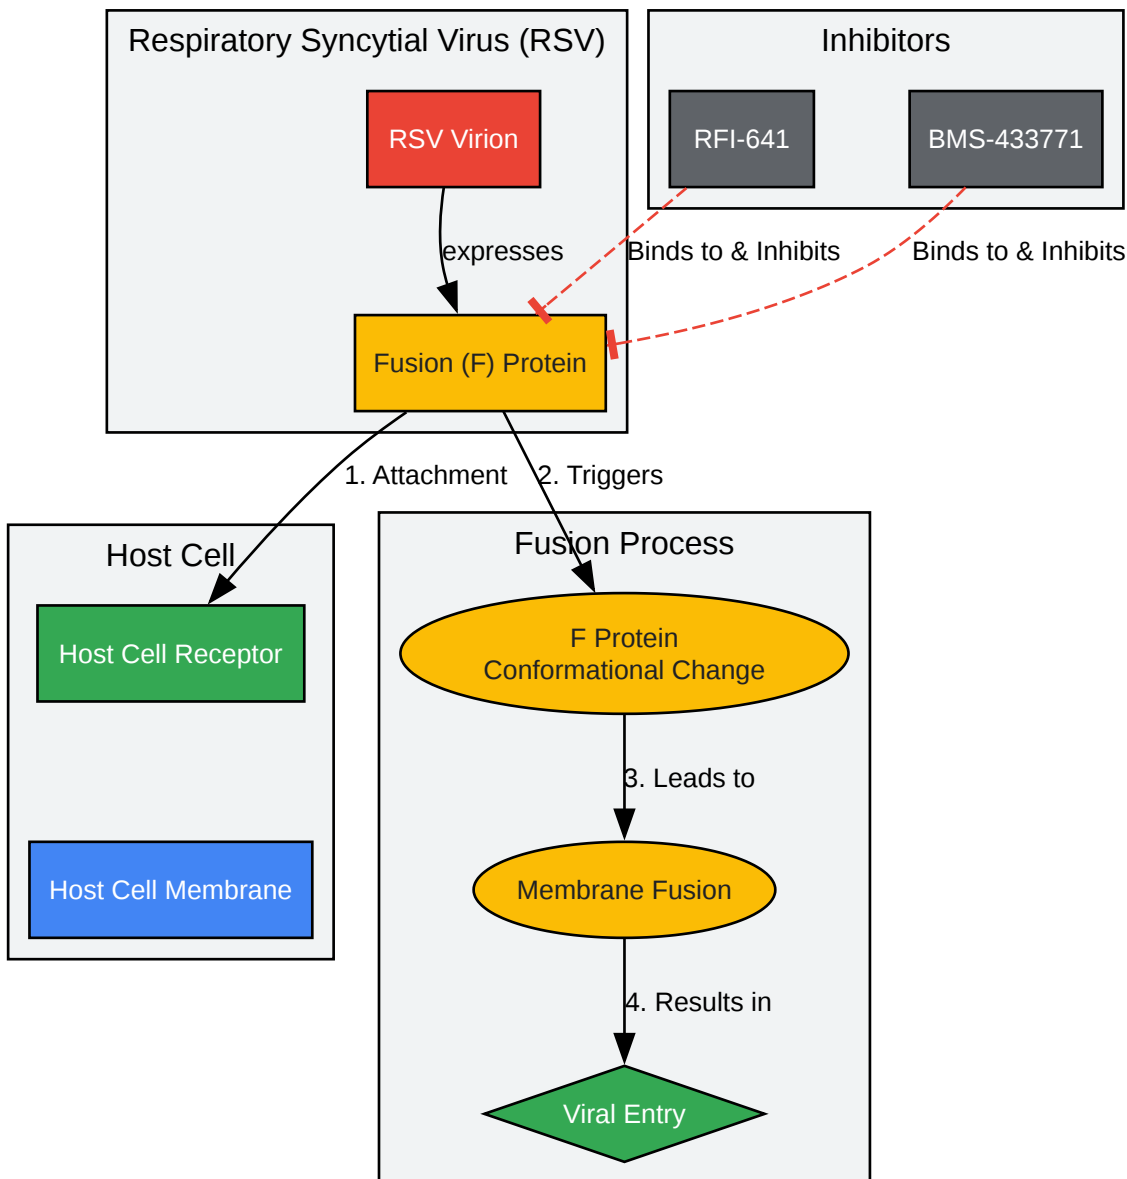 Respiratory Syncytial Virus (RSV)
Inhibitors
RSV Virion
RFI-641
BMS-433771
expresses
Binds to & Inhibits
Binds to & Inhibits
Fusion (F) Protein
1. Attachment
2. Triggers
Host Cell
Fusion Process
Host Cell Receptor
F Protein
Conformational Change
3. Leads to
Host Cell Membrane
Membrane Fusion
4. Results in
Viral Entry